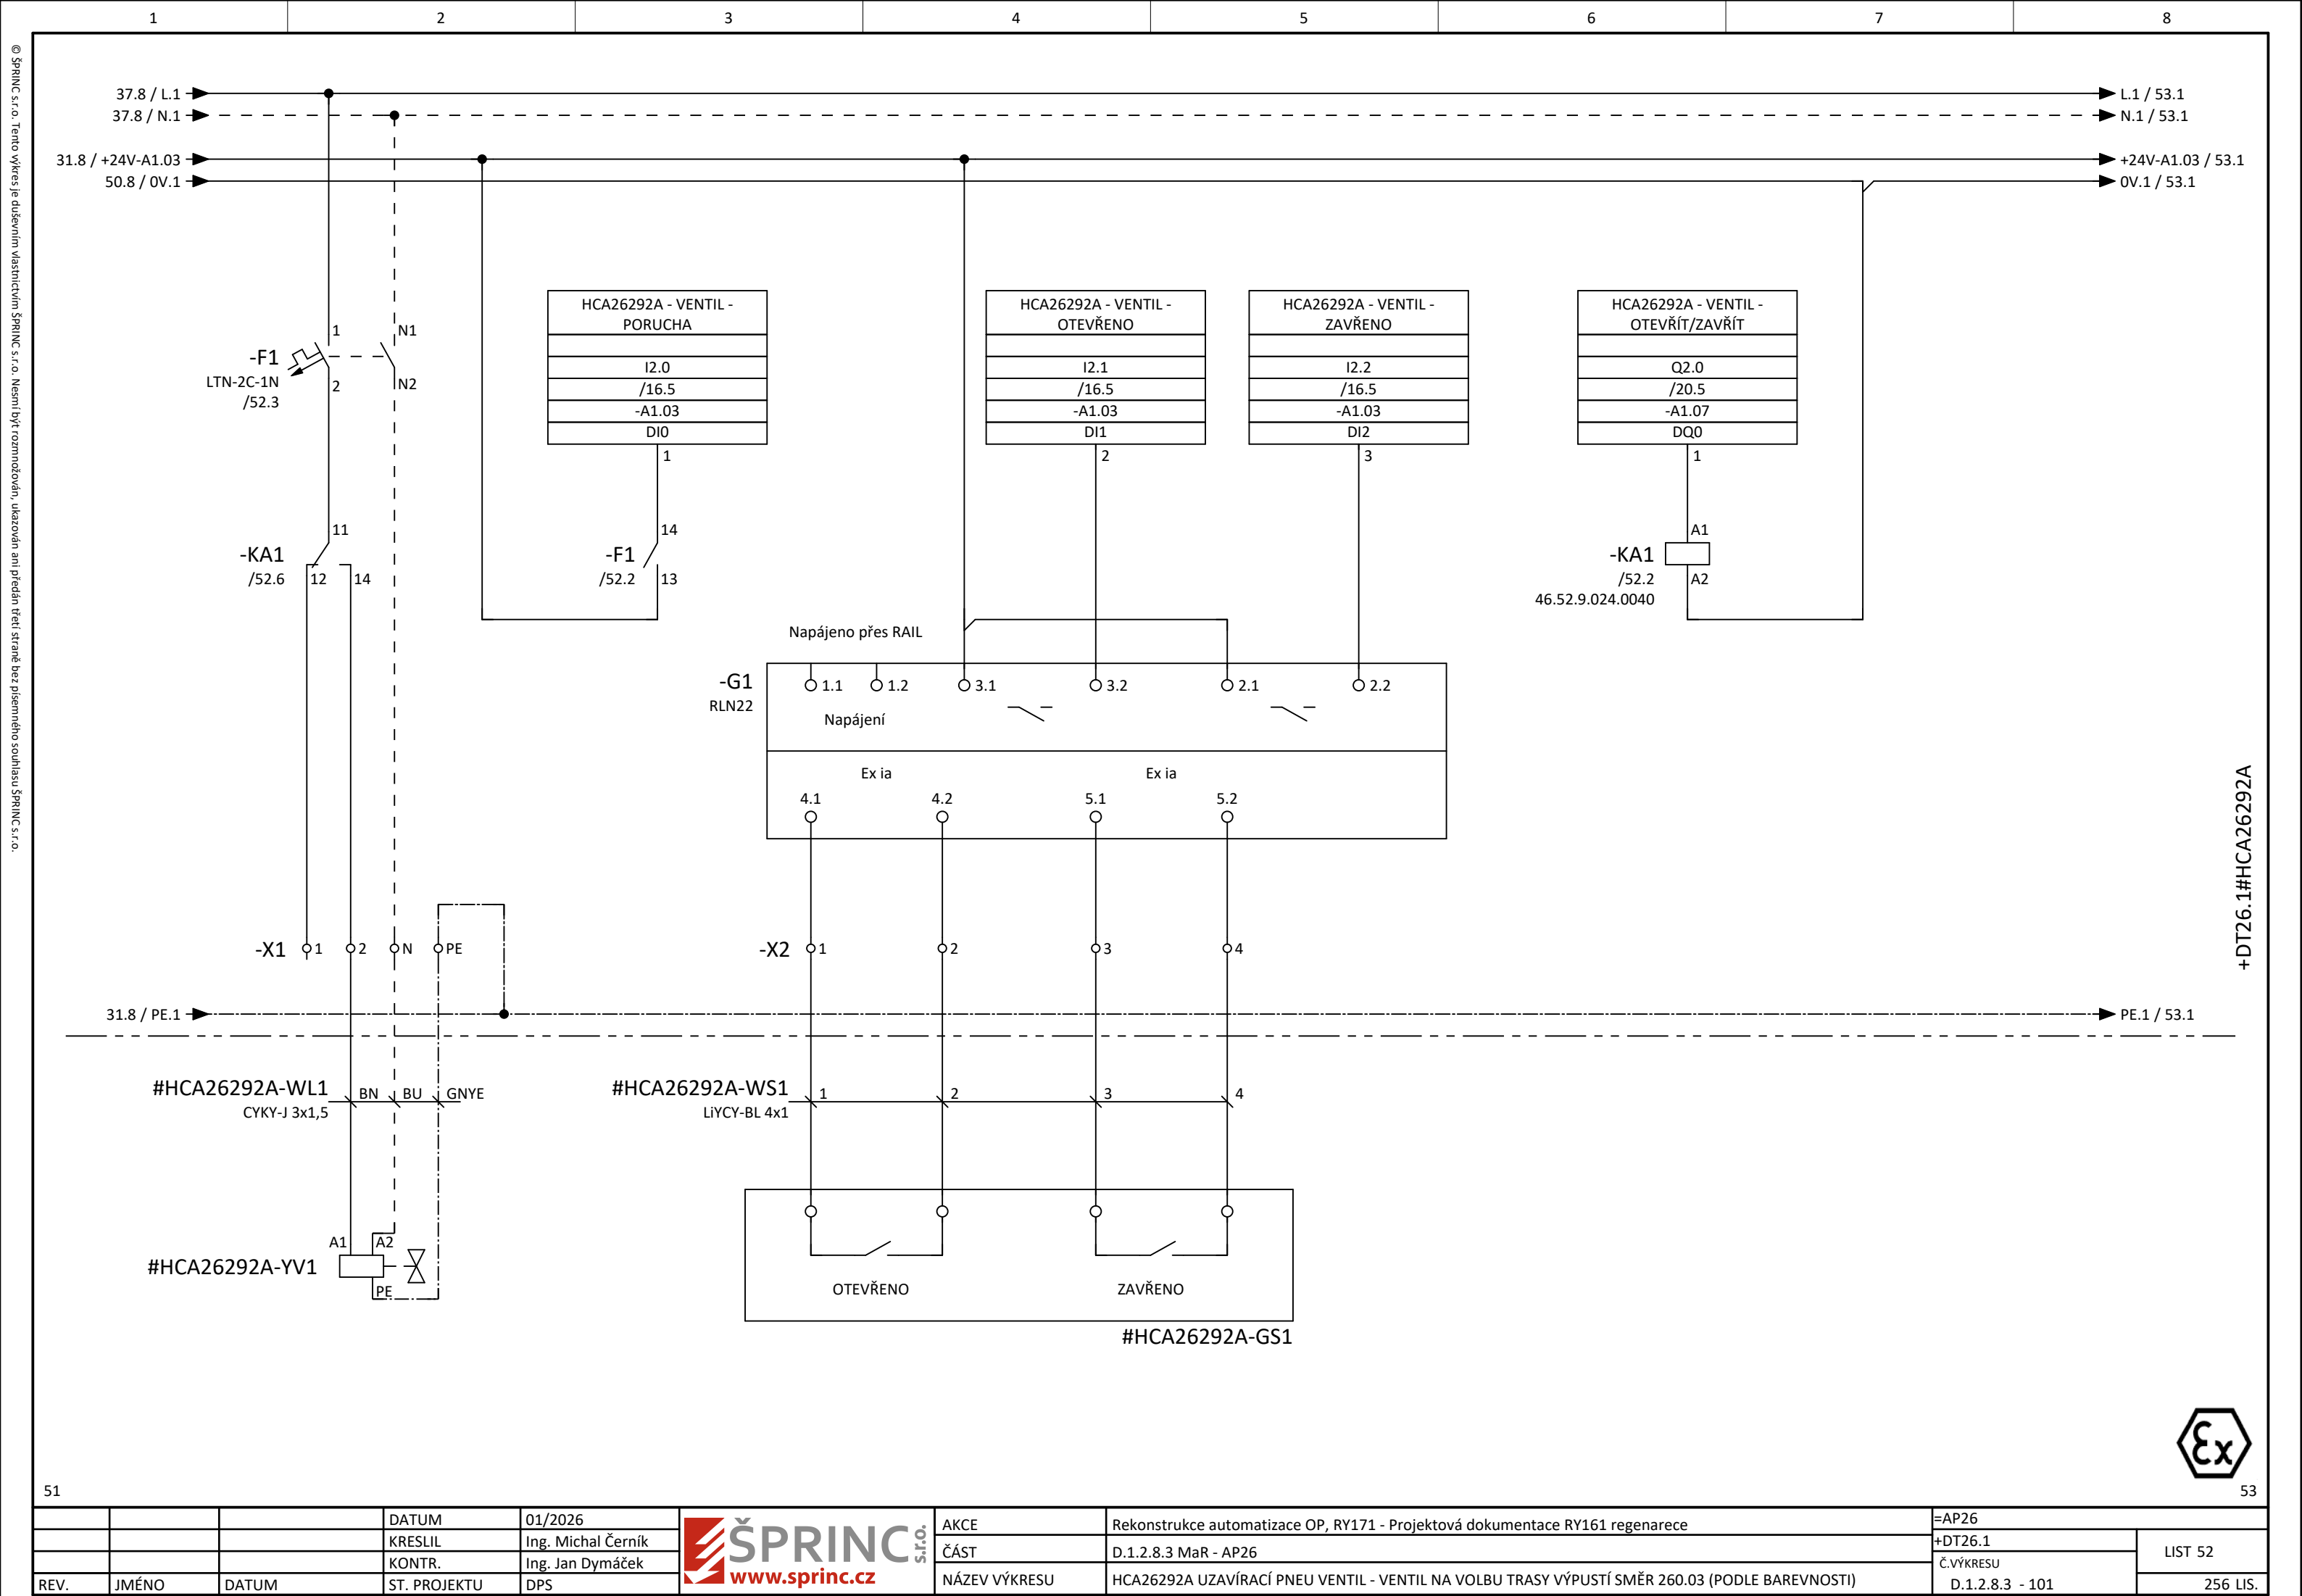 1 2 3 4 5 6 7 8
© ŠPRINC s.r.o. Tento výkres je duševním vlastnictvím ŠPRINC s.r.o. Nesmí být rozmnožován, ukazován ani předán třetí straně bez písemného souhlasu ŠPRINC s.r.o.
37.8 / L.1
L.1 / 53.1
37.8 / N.1
N.1 / 53.1
31.8 / +24V-A1.03
+24V-A1.03 / 53.1
50.8 / 0V.1
0V.1 / 53.1
HCA26292A - VENTIL -
PORUCHA
I2.0
/16.5
-A1.03
DI0
1
HCA26292A - VENTIL -
OTEVŘENO
I2.1
/16.5
-A1.03
DI1
2
HCA26292A - VENTIL -
ZAVŘENO
I2.2
/16.5
-A1.03
DI2
3
HCA26292A - VENTIL -
OTEVŘÍT/ZAVŘÍT
Q2.0
/20.5
-A1.07
DQ0
1
1 N1
-F1
LTN-2C-1N
/52.3
2 N2
11
-KA1
/52.6
12 14
14
-F1
/52.2
13
A1
-KA1
/52.2
A2
46.52.9.024.0040
Napájeno přes RAIL
-G1
RLN22
1.1 1.2 3.1 3.2 2.1 2.2
Napájení
Ex ia Ex ia
4.1 4.2 5.1 5.2
+DT26.1#HCA26292A
-X1 1 2 N PE
-X2 1 2 3 4
31.8 / PE.1
PE.1 / 53.1
#HCA26292A-WL1
CYKY-J 3x1,5
BN BU GNYE
#HCA26292A-WS1
LiYCY-BL 4x1
1 2 3 4
A1 A2
#HCA26292A-YV1
PE
OTEVŘENO ZAVŘENO
#HCA26292A-GS1
Ex
51
53
DATUM 01/2026
KRESLIL Ing. Michal Černík
KONTR. Ing. Jan Dymáček
REV. JMÉNO DATUM ST. PROJEKTU DPS
ŠPRINC s.r.o.
www.sprinc.cz
AKCE Rekonstrukce automatizace OP, RY171 - Projektová dokumentace RY161 regenarece
ČÁST D.1.2.8.3 MaR - AP26
NÁZEV VÝKRESU HCA26292A UZAVÍRACÍ PNEU VENTIL - VENTIL NA VOLBU TRASY VÝPUSTÍ SMĚR 260.03 (PODLE BAREVNOSTI)
=AP26
+DT26.1
Č.VÝKRESU
D.1.2.8.3 - 101
LIST 52
256 LIS.